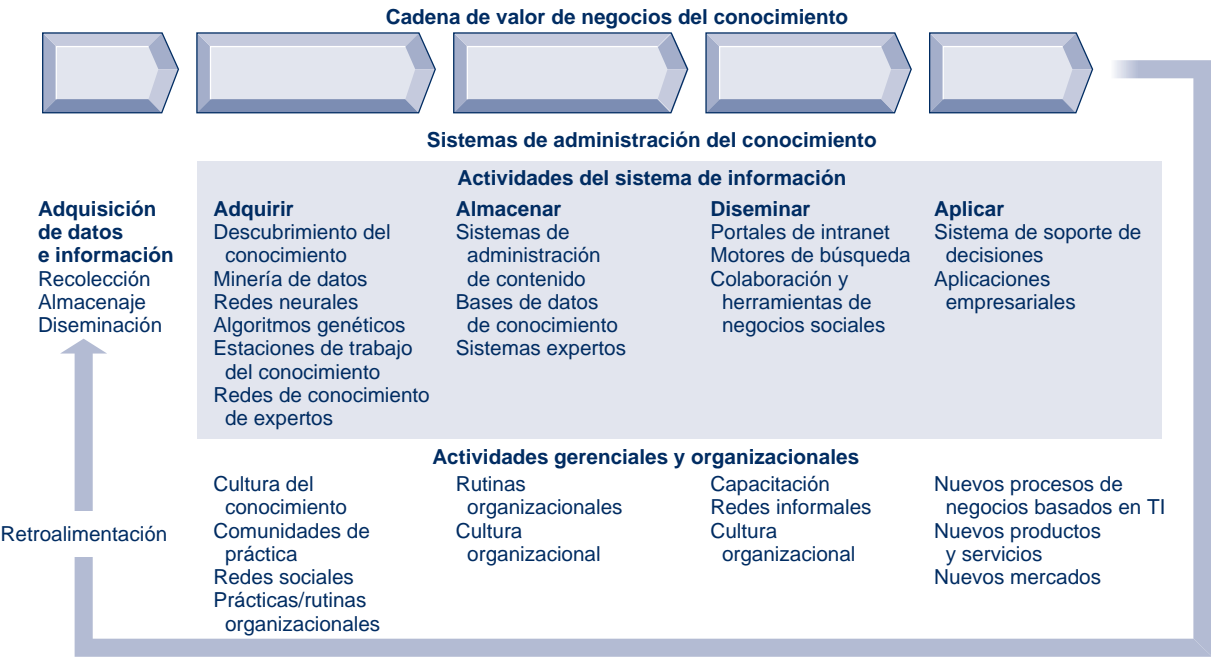 Cadena de valor de negocios del conocimiento
Sistemas de administración del conocimiento
Actividades del sistema de información
Adquisición
de datos
e información
Recolección
Almacenaje
Diseminación
Adquirir
Descubrimiento del
conocimiento
Minería de datos
Redes neurales
Algoritmos genéticos
Estaciones de trabajo
del conocimiento
Redes de conocimiento
de expertos
Almacenar
Sistemas de
administración
de contenido
Bases de datos
de conocimiento
Sistemas expertos
Diseminar
Portales de intranet
Motores de búsqueda
Colaboración y
herramientas de
negocios sociales
Aplicar
Sistema de soporte de
decisiones
Aplicaciones
empresariales
Actividades gerenciales y organizacionales
Cultura del
conocimiento
Comunidades de
práctica
Redes sociales
Prácticas/rutinas
organizacionales
Rutinas
organizacionales
Cultura
organizacional
Capacitación
Redes informales
Cultura
organizacional
Nuevos procesos de
negocios basados en TI
Nuevos productos
y servicios
Nuevos mercados
Retroalimentación